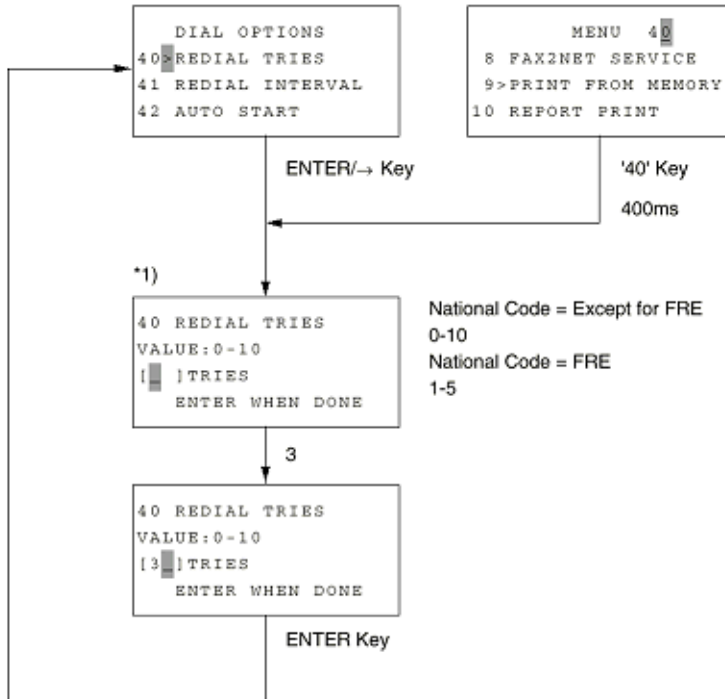 DIAL OPTIONS
40>REDIAL TRIES
41 REDIAL INTERVAL
42 AUTO START
MENU 40
8 FAX2NET SERVICE
9>PRINT FROM MEMORY
10 REPORT PRINT
ENTER/→ Key
'40' Key
400ms
*1)
40 REDIAL TRIES
VALUE:0-10
[_ ]TRIES
ENTER WHEN DONE
National Code = Except for FRE
0-10
National Code = FRE
1-5
3
40 REDIAL TRIES
VALUE:0-10
[3_]TRIES
ENTER WHEN DONE
ENTER Key